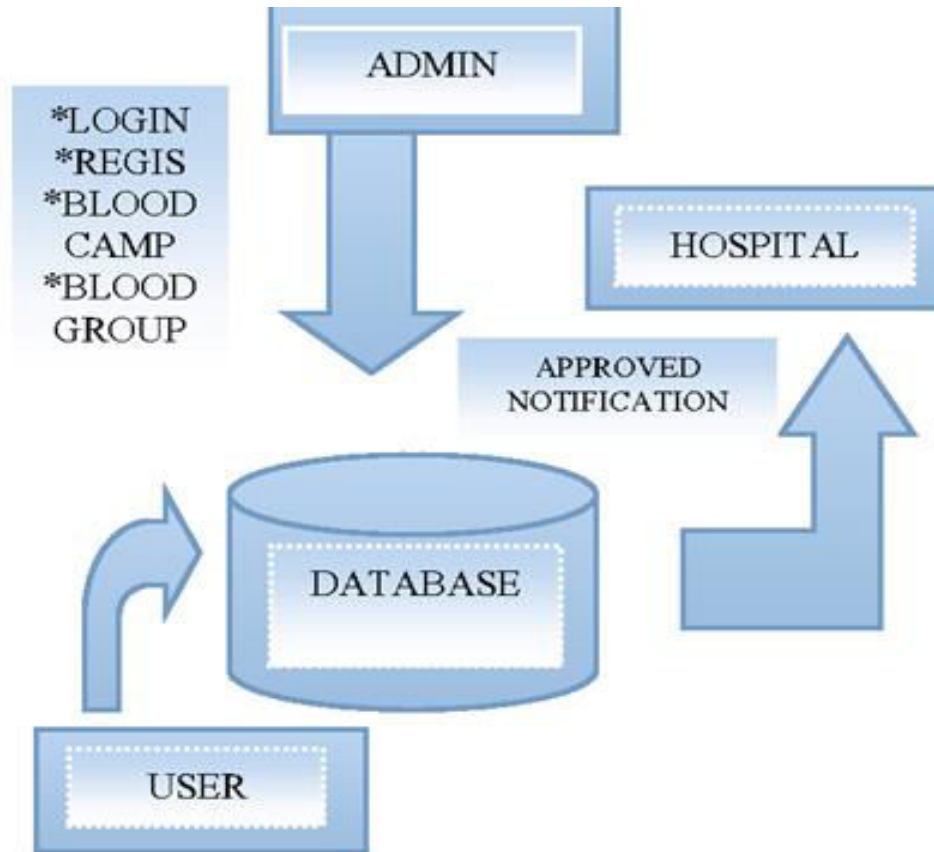 ADMIN
*LOGIN
*REGIS
*BLOOD
CAMP
*BLOOD
GROUP
HOSPITAL
APPROVED
NOTIFICATION
DATABASE
USER